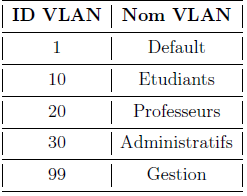 ID VLAN Nom VLAN
1 Default
10 Etudiants
20 Professeurs
30 Administratifs
99 Gestion